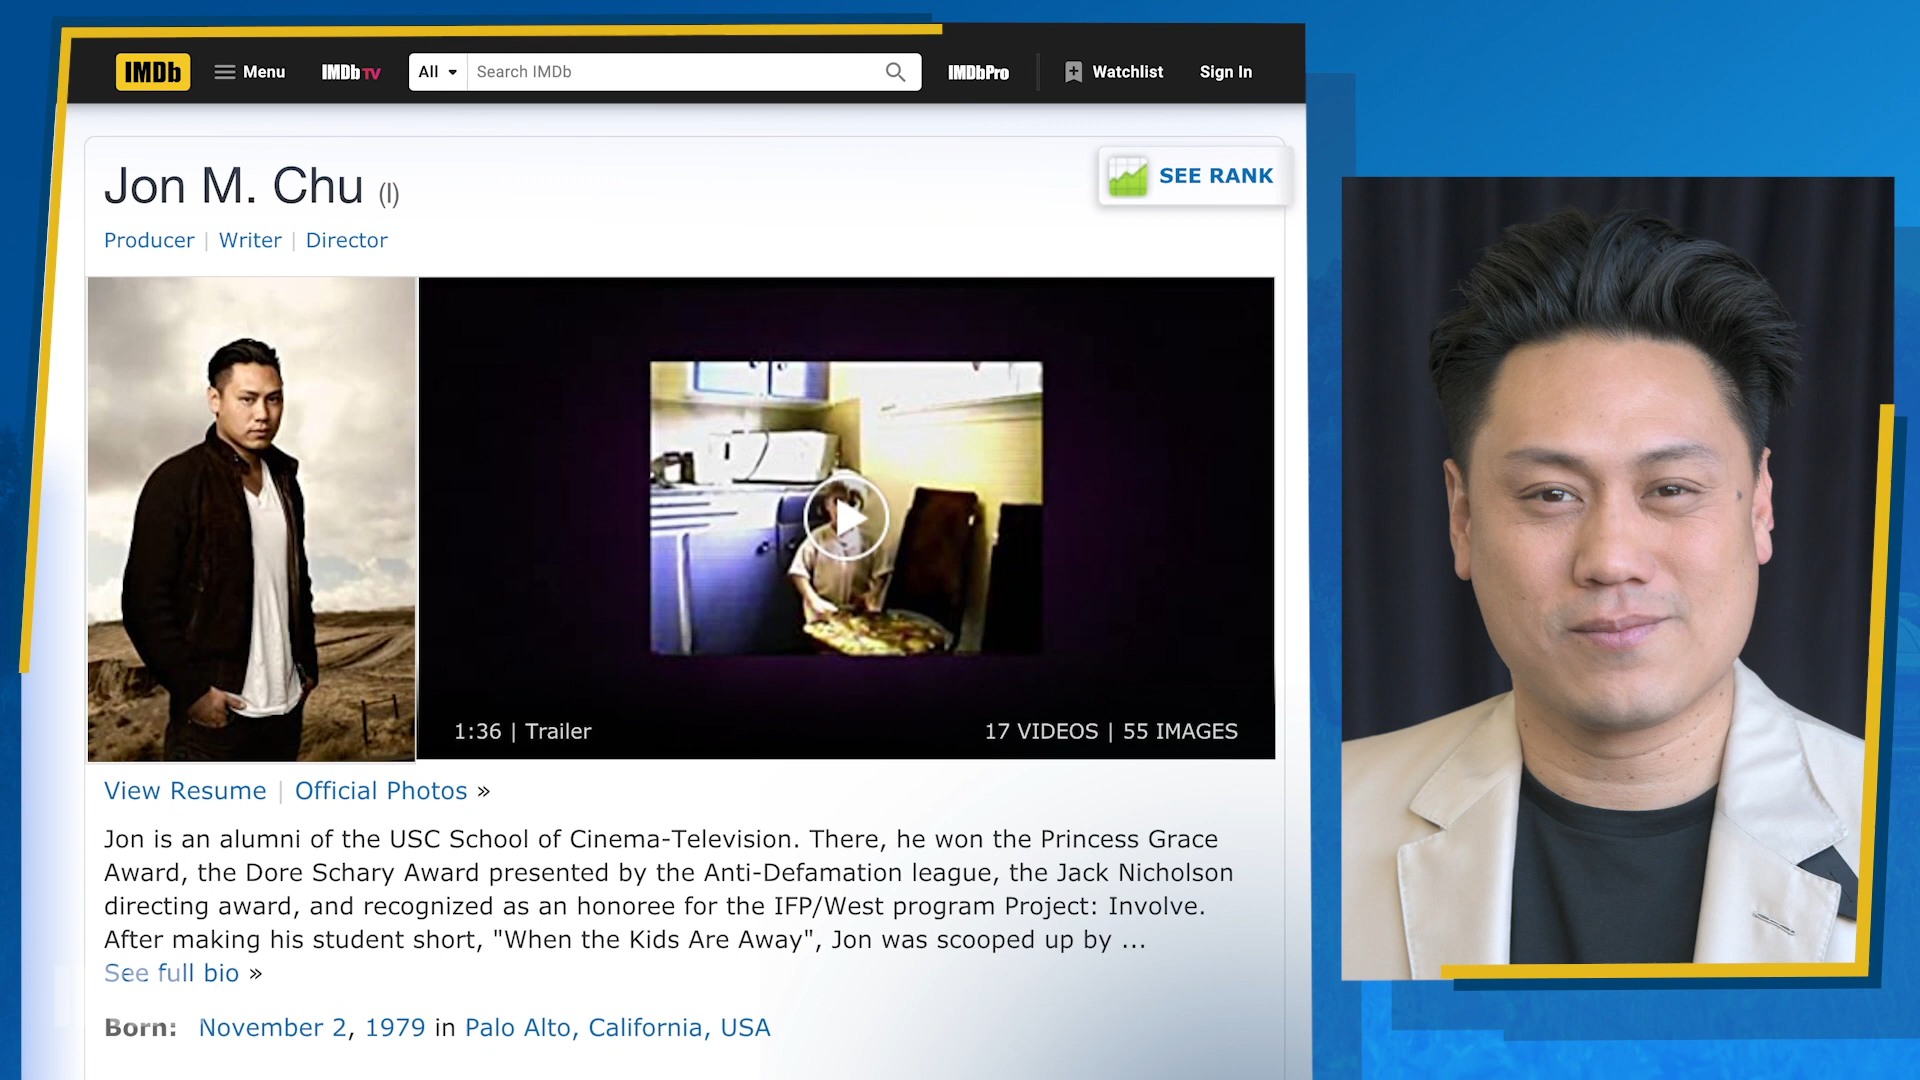 IMDb Menu IMDbTV All Search IMDb IMDbPro Watchlist Sign In
Jon M. Chu (I)
SEE RANK
Producer | Writer | Director
1:36 | Trailer 17 VIDEOS | 55 IMAGES
View Resume | Official Photos »
Jon is an alumni of the USC School of Cinema-Television. There, he won the Princess Grace
Award, the Dore Schary Award presented by the Anti-Defamation league, the Jack Nicholson
directing award, and recognized as an honoree for the IFP/West program Project: Involve.
After making his student short, "When the Kids Are Away", Jon was scooped up by ...
See full bio »
Born: November 2, 1979 in Palo Alto, California, USA